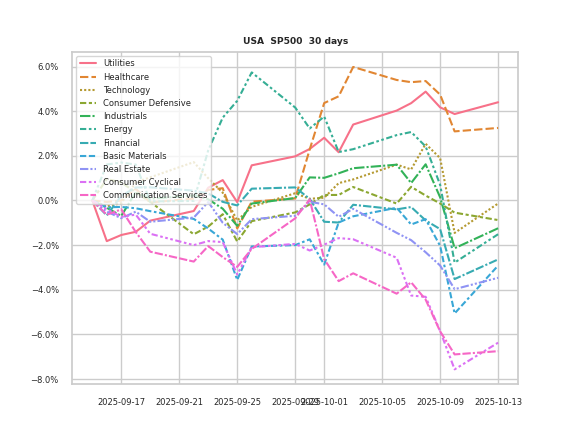 USA  SP500  30 days
6.0%
4.0%
2.0%
0.0%
−2.0%
−4.0%
−6.0%
−8.0%
Utilities
Healthcare
Technology
Consumer Defensive
Industrials
Energy
Financial
Basic Materials
Real Estate
Consumer Cyclical
Communication Services
2025-09-17 2025-09-21 2025-09-25 2025-09-29 2025-10-01 2025-10-05 2025-10-09 2025-10-13